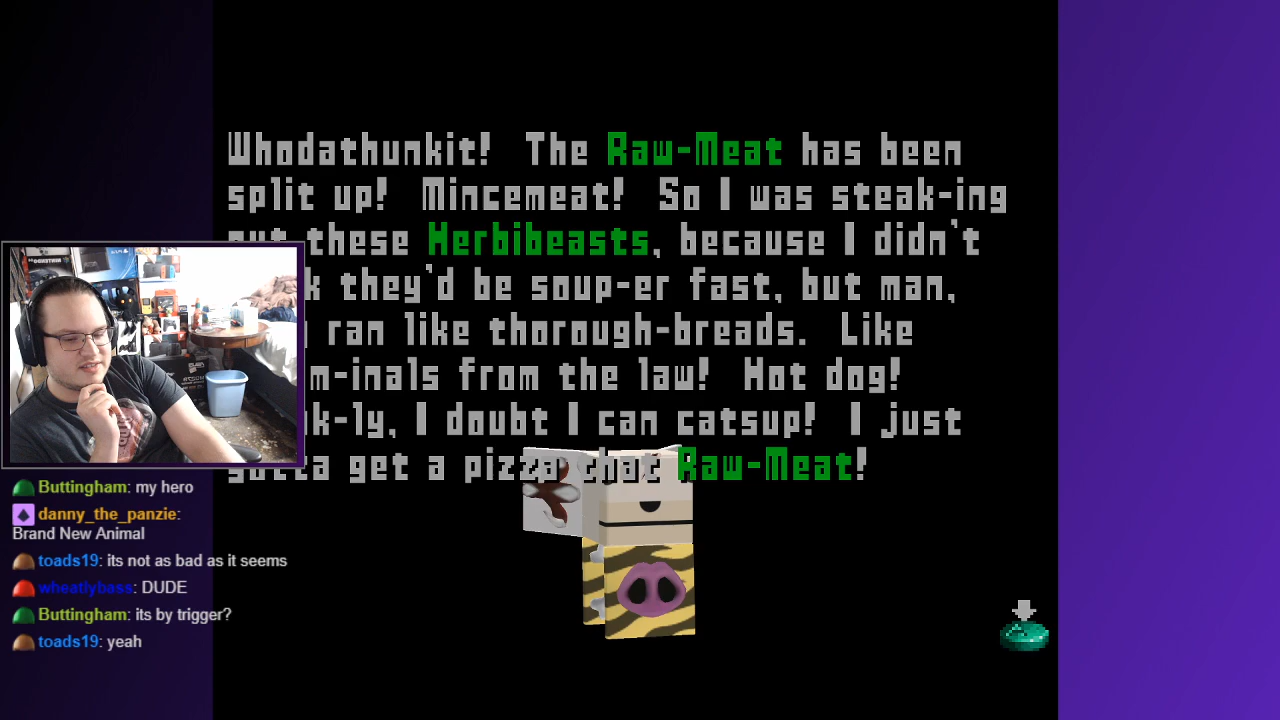 Whodathunkit! The Raw-Meat has been
split up! Mincemeat! So I was steak-ing
these Herbibeasts, because I didn't
they'd be soup-er fast, but man,
ran like thorough-breads. Like
m-inals from the law! Hot dog!
k-ly, I doubt I can catsup! I just
gotta get a pizza that Raw-Meat!
Buttingham: my hero
danny_the_panzie:
Brand New Animal
toads19: its not as bad as it seems
wheatlybass: DUDE
Buttingham: its by trigger?
toads19: yeah